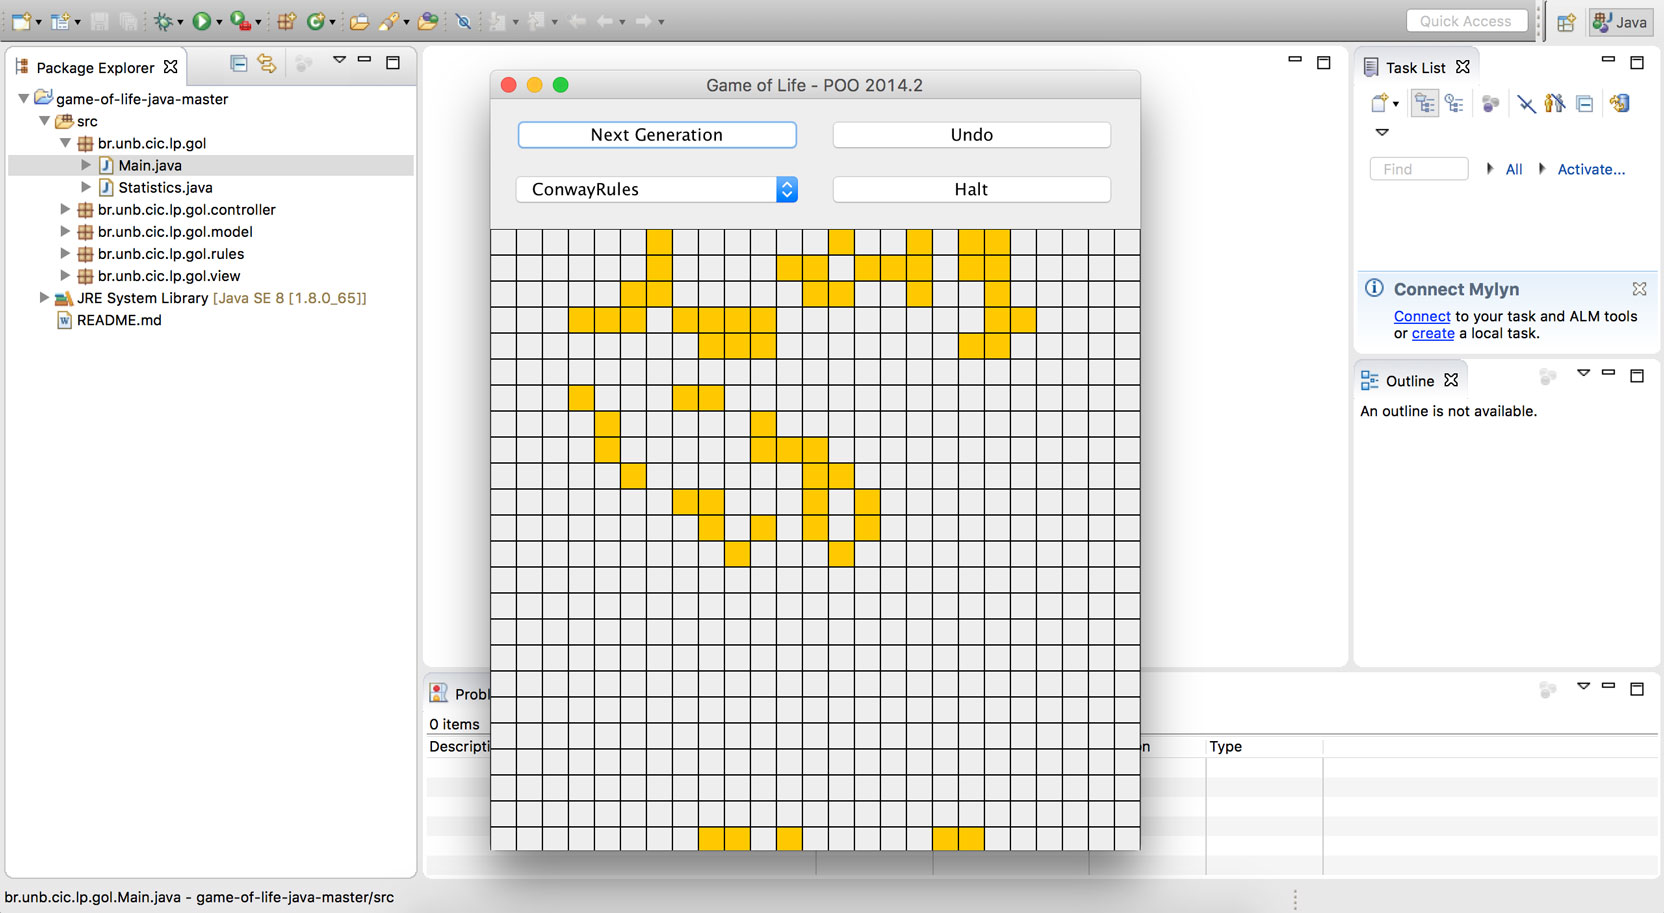 Quick Access
Java
Package Explorer
game-of-life-java-master
src
br.unb.cic.lp.gol
Main.java
Statistics.java
br.unb.cic.lp.gol.controller
br.unb.cic.lp.gol.model
br.unb.cic.lp.gol.rules
br.unb.cic.lp.gol.view
JRE System Library [Java SE 8 [1.8.0_65]]
README.md
Game of Life - POO 2014.2
Next Generation
Undo
ConwayRules
Halt
Task List
Find
All
Activate...
Connect Mylyn
Connect to your task and ALM tools
or create a local task.
Outline
An outline is not available.
Probl
0 items
Descripti
n
Type
br.unb.cic.lp.gol.Main.java - game-of-life-java-master/src